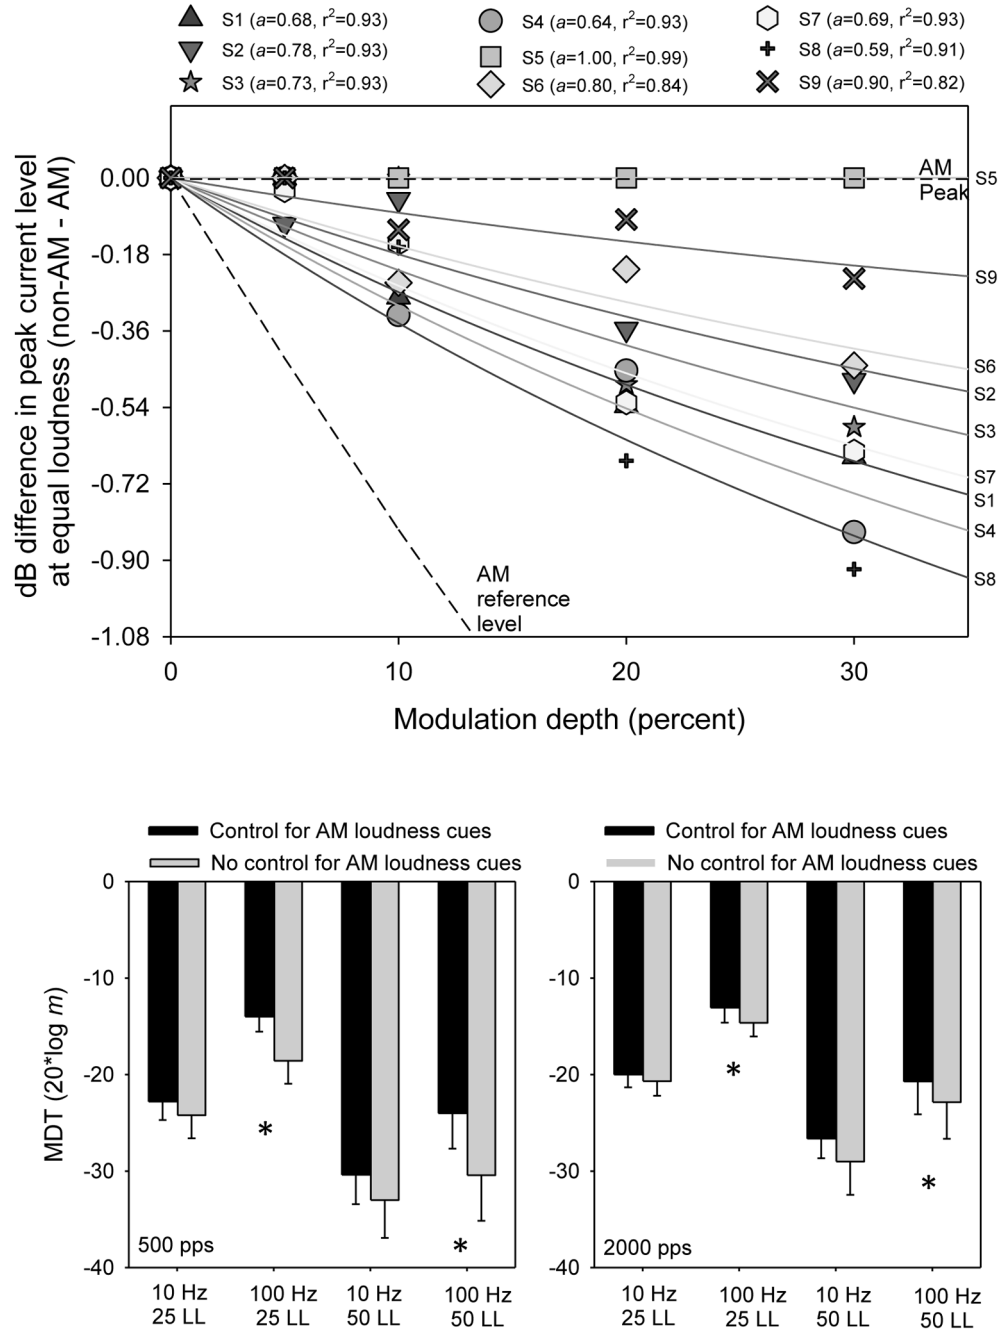 S1 (a=0.68, r²=0.93)
S2 (a=0.78, r²=0.93)
S3 (a=0.73, r²=0.93)
S4 (a=0.64, r²=0.93)
S5 (a=1.00, r²=0.99)
S6 (a=0.80, r²=0.84)
S7 (a=0.69, r²=0.93)
S8 (a=0.59, r²=0.91)
S9 (a=0.90, r²=0.82)
dB difference in peak current level
at equal loudness (non-AM - AM)
0.00
-0.18
-0.36
-0.54
-0.72
-0.90
-1.08
AM
Peak
S5
S9
S6
S2
S3
S7
S1
S4
S8
AM
reference
level
0
10
20
30
Modulation depth (percent)
Control for AM loudness cues
No control for AM loudness cues
MDT (20*log m)
0
-10
-20
-30
-40
*
*
500 pps
10 Hz
25 LL
100 Hz
25 LL
10 Hz
50 LL
100 Hz
50 LL
Control for AM loudness cues
No control for AM loudness cues
0
-10
-20
-30
-40
*
*
2000 pps
10 Hz
25 LL
100 Hz
25 LL
10 Hz
50 LL
100 Hz
50 LL